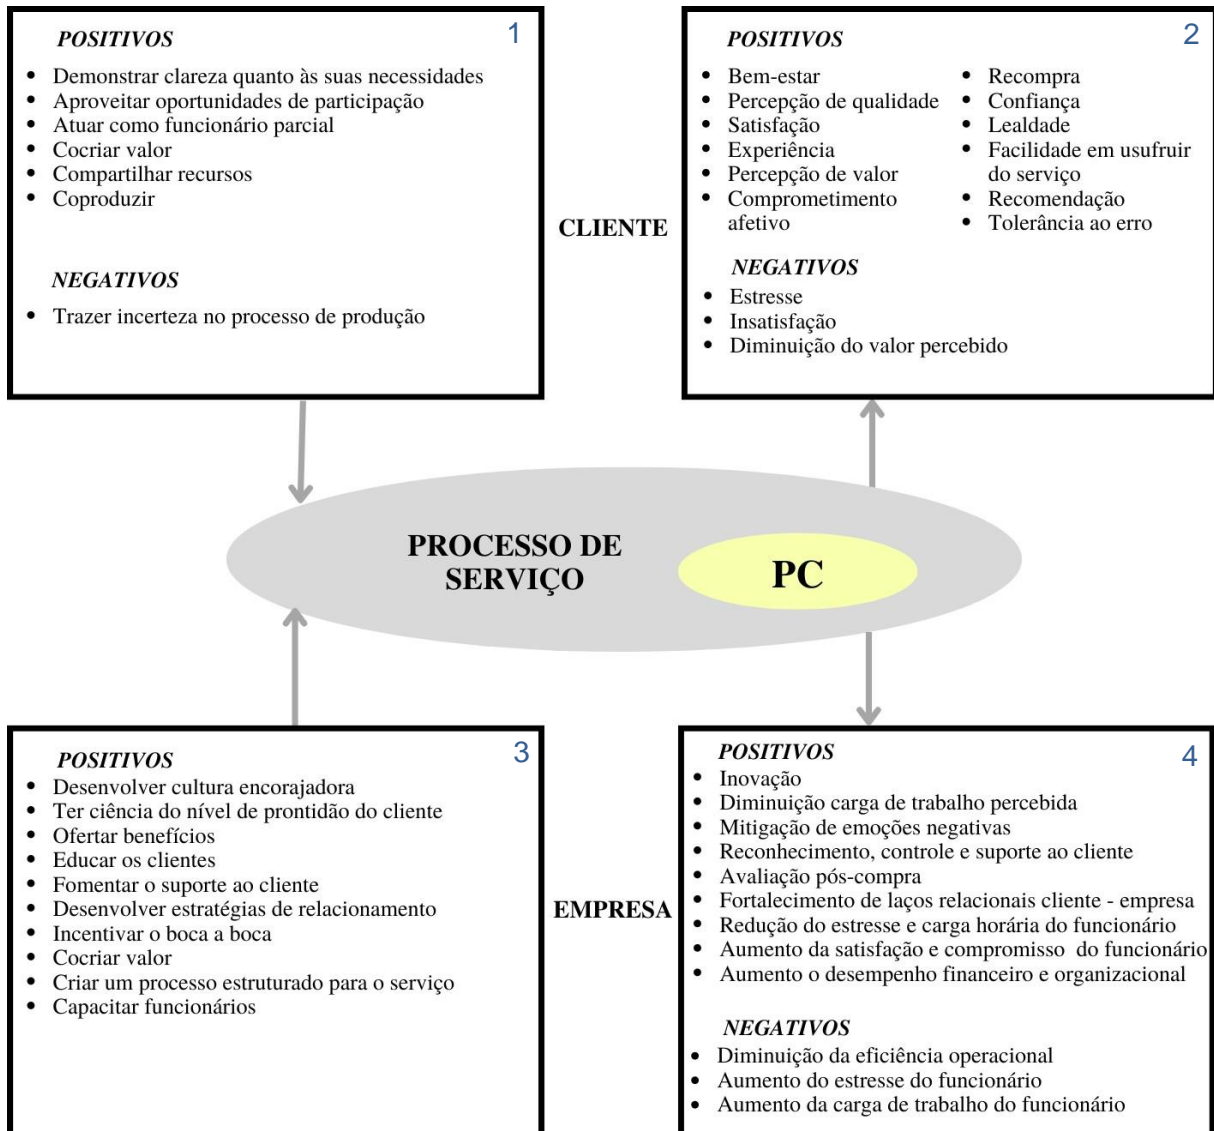 1
POSITIVOS
Demonstrar clareza quanto às suas necessidades
Aproveitar oportunidades de participação
Atuar como funcionário parcial
Cocriar valor
Compartilhar recursos
Coproduzir
NEGATIVOS
Trazer incerteza no processo de produção
CLIENTE
2
POSITIVOS
Bem-estar
Percepção de qualidade
Satisfação
Experiência
Percepção de valor
Comprometimento
afetivo
Recompra
Confiança
Lealdade
Facilidade em usufruir
do serviço
Recomendação
Tolerância ao erro
NEGATIVOS
Estresse
Insatisfação
Diminuição do valor percebido
PROCESSO DE
SERVIÇO
PC
3
POSITIVOS
Desenvolver cultura encorajadora
Ter ciência do nível de prontidão do cliente
Ofertar benefícios
Educar os clientes
Fomentar o suporte ao cliente
Desenvolver estratégias de relacionamento
Incentivar o boca a boca
Cocriar valor
Criar um processo estruturado para o serviço
Capacitar funcionários
EMPRESA
4
POSITIVOS
Inovação
Diminuição carga de trabalho percebida
Mitigação de emoções negativas
Reconhecimento, controle e suporte ao cliente
Avaliação pós-compra
Fortalecimento de laços relacionais cliente - empresa
Redução do estresse e carga horária do funcionário
Aumento da satisfação e compromisso do funcionário
Aumento o desempenho financeiro e organizacional
NEGATIVOS
Diminuição da eficiência operacional
Aumento do estresse do funcionário
Aumento da carga de trabalho do funcionário